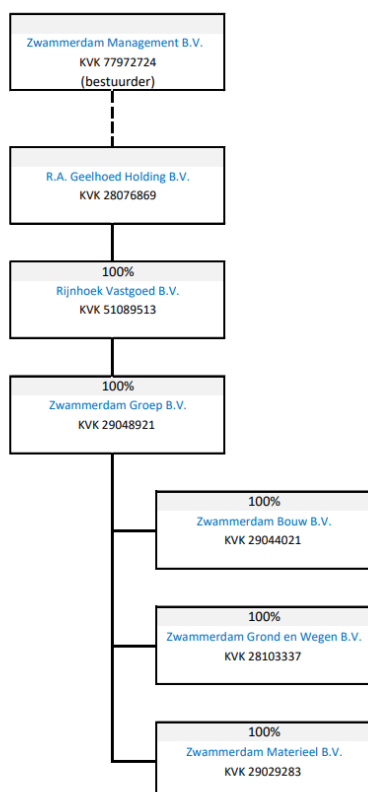 Zwammerdam Management B.V.
KVK 77972724
(bestuurder)
R.A. Geelhoed Holding B.V.
KVK 28076869
100%
Rijnhoek Vastgoed B.V.
KVK 51089513
100%
Zwammerdam Groep B.V.
KVK 29048921
100%
Zwammerdam Bouw B.V.
KVK 29044021
100%
Zwammerdam Grond en Wegen B.V.
KVK 28103337
100%
Zwammerdam Materieel B.V.
KVK 29029283